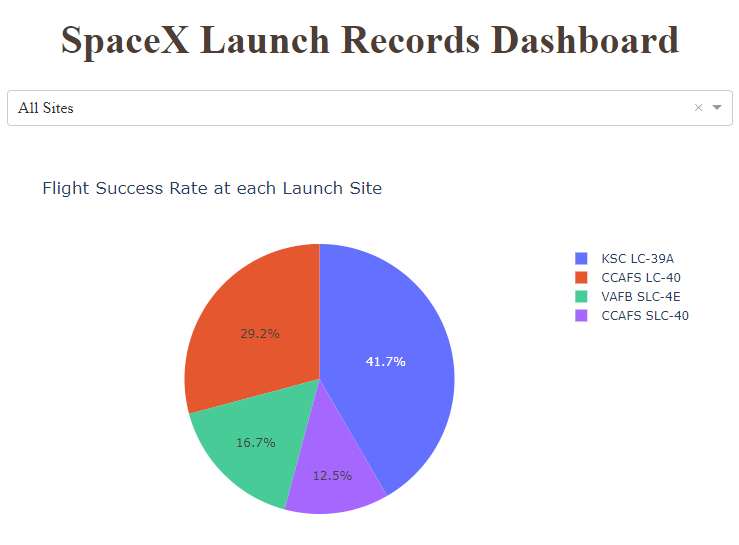 SpaceX Launch Records Dashboard
All Sites ×
Flight Success Rate at each Launch Site
KSC LC-39A
CCAFS LC-40
VAFB SLC-4E
CCAFS SLC-40
29.2%
41.7%
16.7%
12.5%